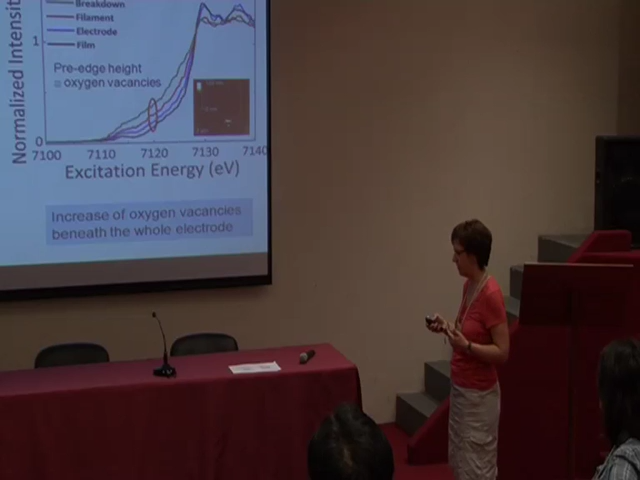 Breakdown
Filament
Electrode
Film
Normalized Intensit
1
Pre-edge height
oxygen vacancies
0
7100 7110 7120 7130 7140
Excitation Energy (eV)
Increase of oxygen vacancies
beneath the whole electrode